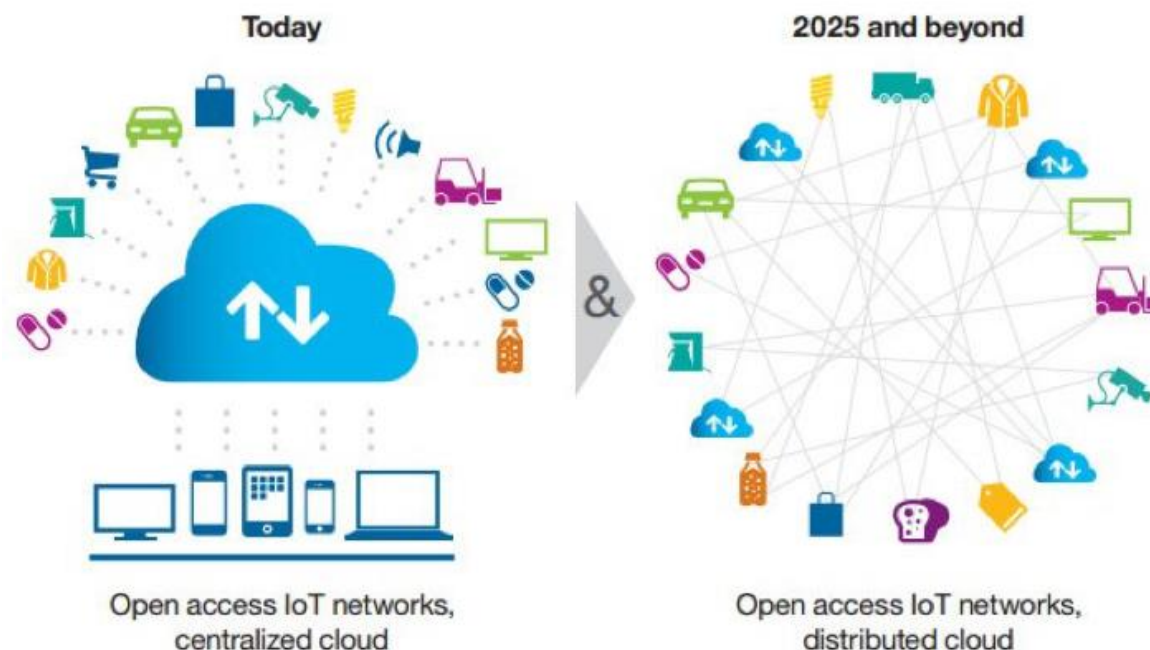 Today
2025 and beyond
&
Open access IoT networks,
centralized cloud
Open access IoT networks,
distributed cloud